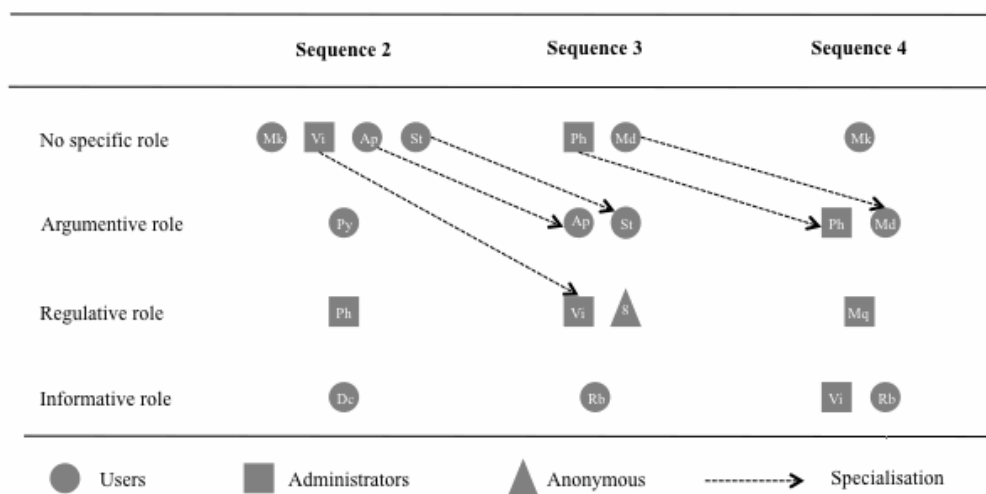 Sequence 2 Sequence 3 Sequence 4
No specific role Mk Vi Ap St Ph Md Mk
Argumentive role Py Ap St Ph Md
Regulative role Ph Vi 8 Mq
Informative role Dc Rb Vi Rb
Users Administrators Anonymous Specialisation